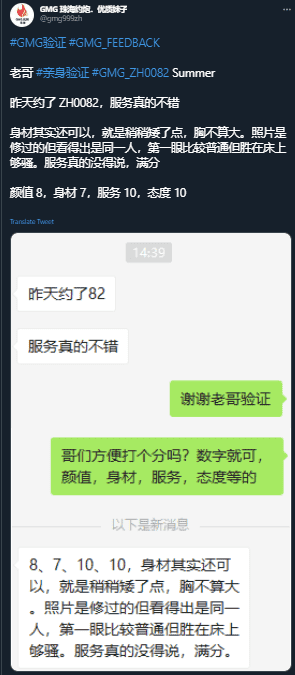 GMG 珠海约炮、优质妹子
@gmg999zh
#GMG验证 #GMG_FEEDBACK
老哥 #亲身验证 #GMG_ZH0082 Summer
昨天约了 ZH0082，服务真的不错
身材其实还可以，就是稍稍矮了点，胸不算大。照片是
修过的但看得出是同一人，第一眼比较普通但胜在床上
够骚。服务真的没得说，满分
颜值 8，身材 7，服务 10，态度 10
Translate Tweet
14:39
昨天约了82
服务真的不错
谢谢老哥验证
哥们方便打个分吗？数字就可，
颜值，身材，服务，态度等的
以下是新消息
8、7、10、10，身材其实还可
以，就是稍稍矮了点，胸不算大
。照片是修过的但看得出是同一
人，第一眼比较普通但胜在床上
够骚。服务真的没得说，满分。